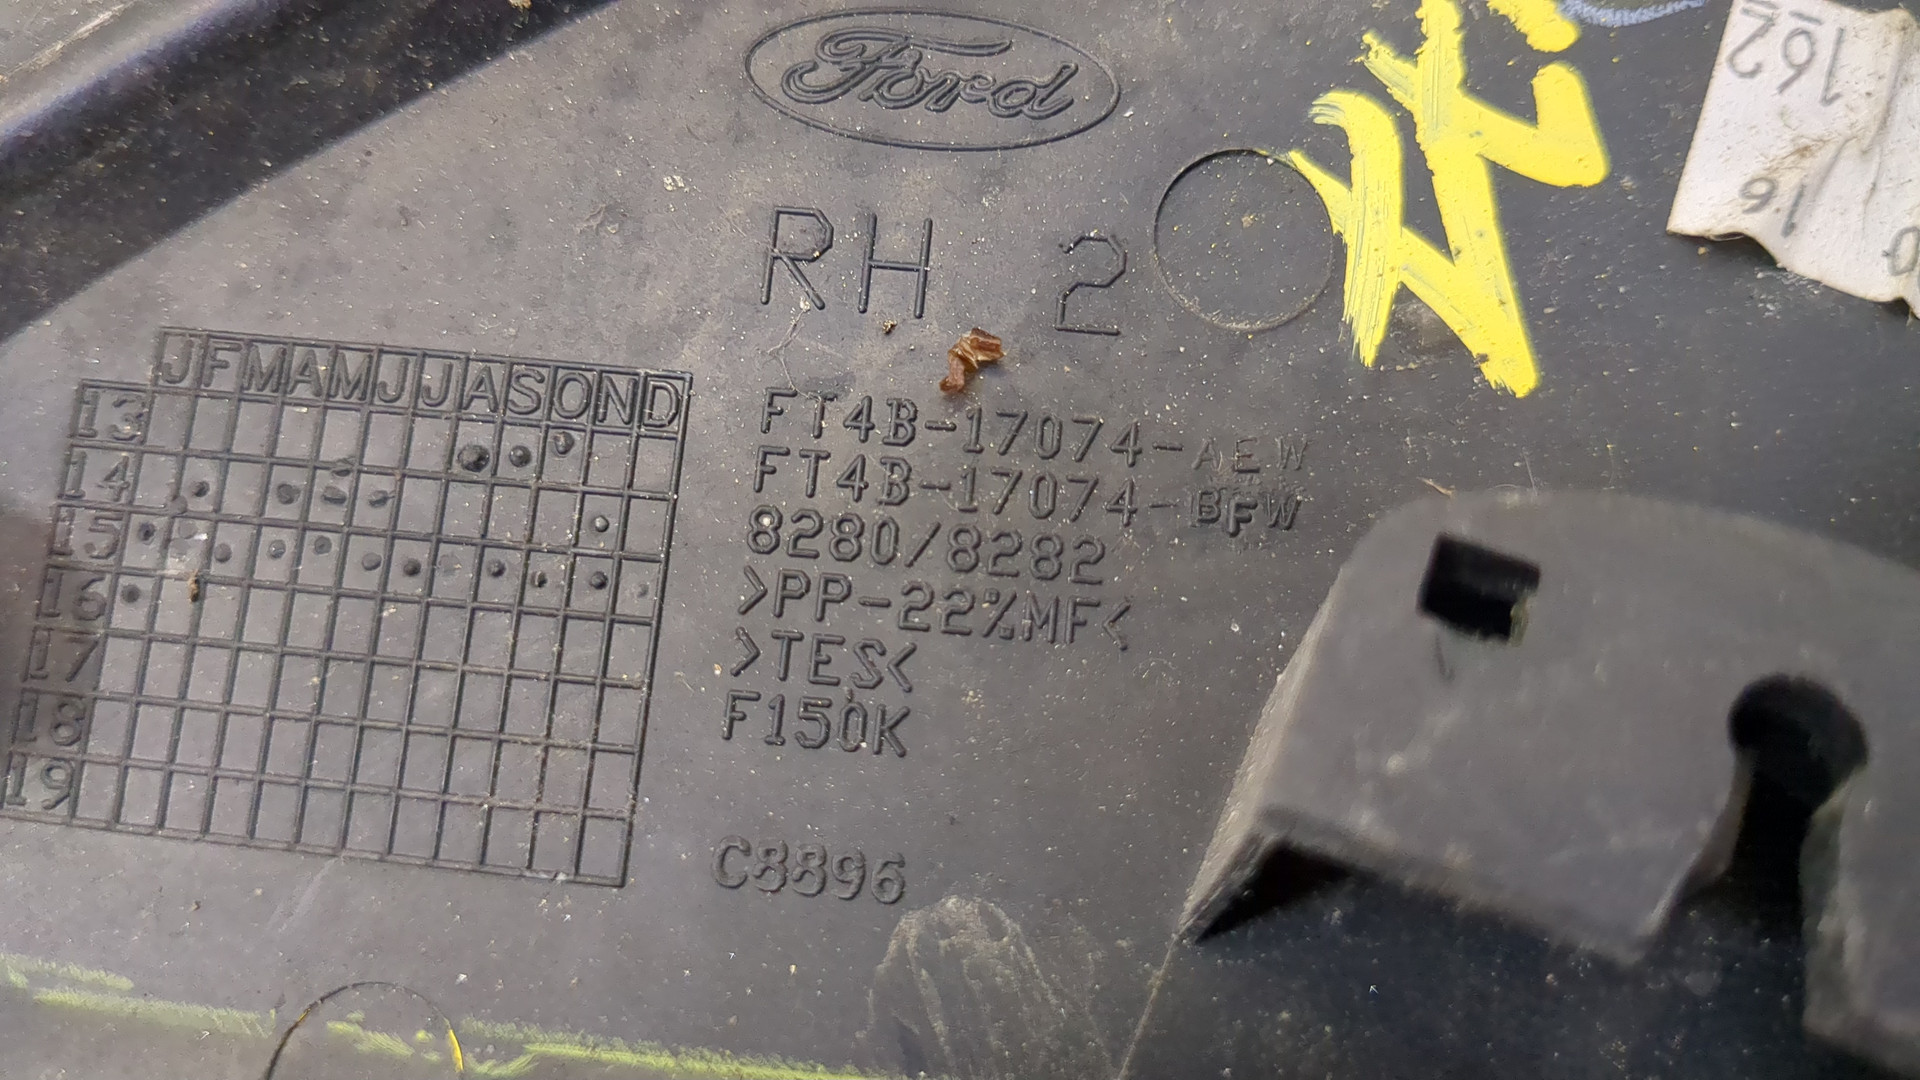 Ford
RH 2
JFMAMJJASOND
13
14
15
16
17
18
19
FT4B-17074-AEW
FT4B-17074-BFW
8280/8282
>PP-22%MF<
>TES<
F150K
C8896
16